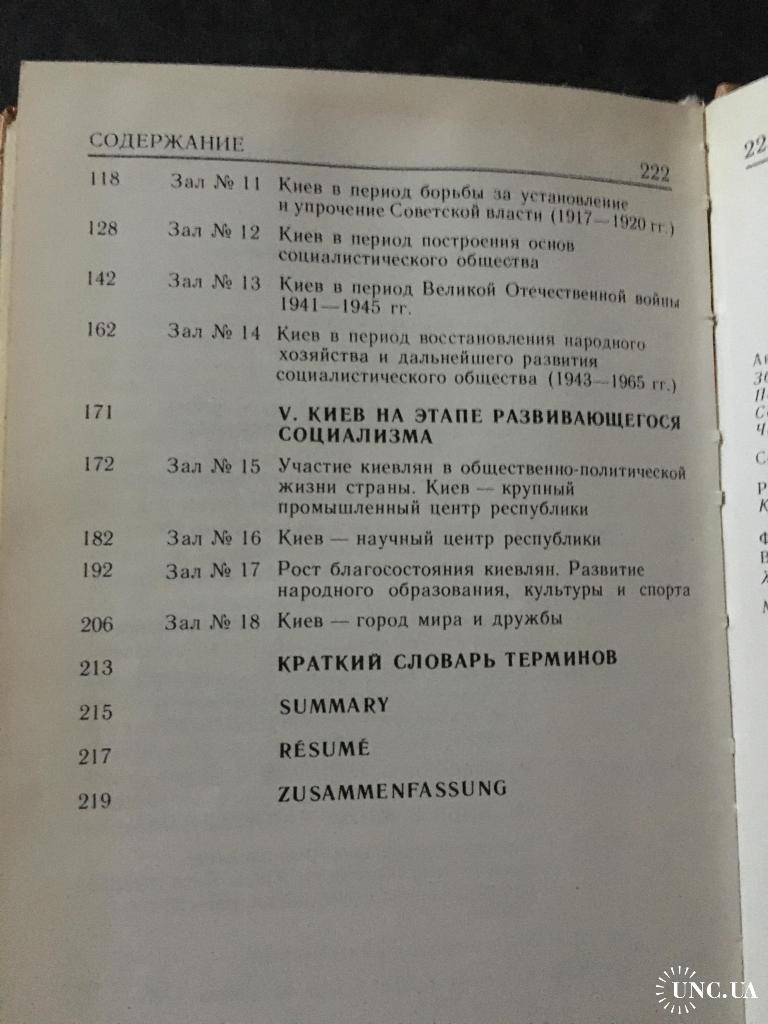 СОДЕРЖАНИЕ 222
118 Зал № 11 Киев в период борьбы за установление
и упрочение Советской власти (1917—1920 гг.)
128 Зал № 12 Киев в период построения основ
социалистического общества
142 Зал № 13 Киев в период Великой Отечественной войны
1941—1945 гг.
162 Зал № 14 Киев в период восстановления народного
хозяйства и дальнейшего развития
социалистического общества (1943—1965 гг.)
171 V. КИЕВ НА ЭТАПЕ РАЗВИВАЮЩЕГОСЯ
СОЦИАЛИЗМА
172 Зал № 15 Участие киевлян в общественно-политической
жизни страны. Киев — крупный
промышленный центр республики
182 Зал № 16 Киев — научный центр республики
192 Зал № 17 Рост благосостояния киевлян. Развитие
народного образования, культуры и спорта
206 Зал № 18 Киев — город мира и дружбы
213 КРАТКИЙ СЛОВАРЬ ТЕРМИНОВ
215 SUMMARY
217 RÉSUMÉ
219 ZUSAMMENFASSUNG
UNC.UA